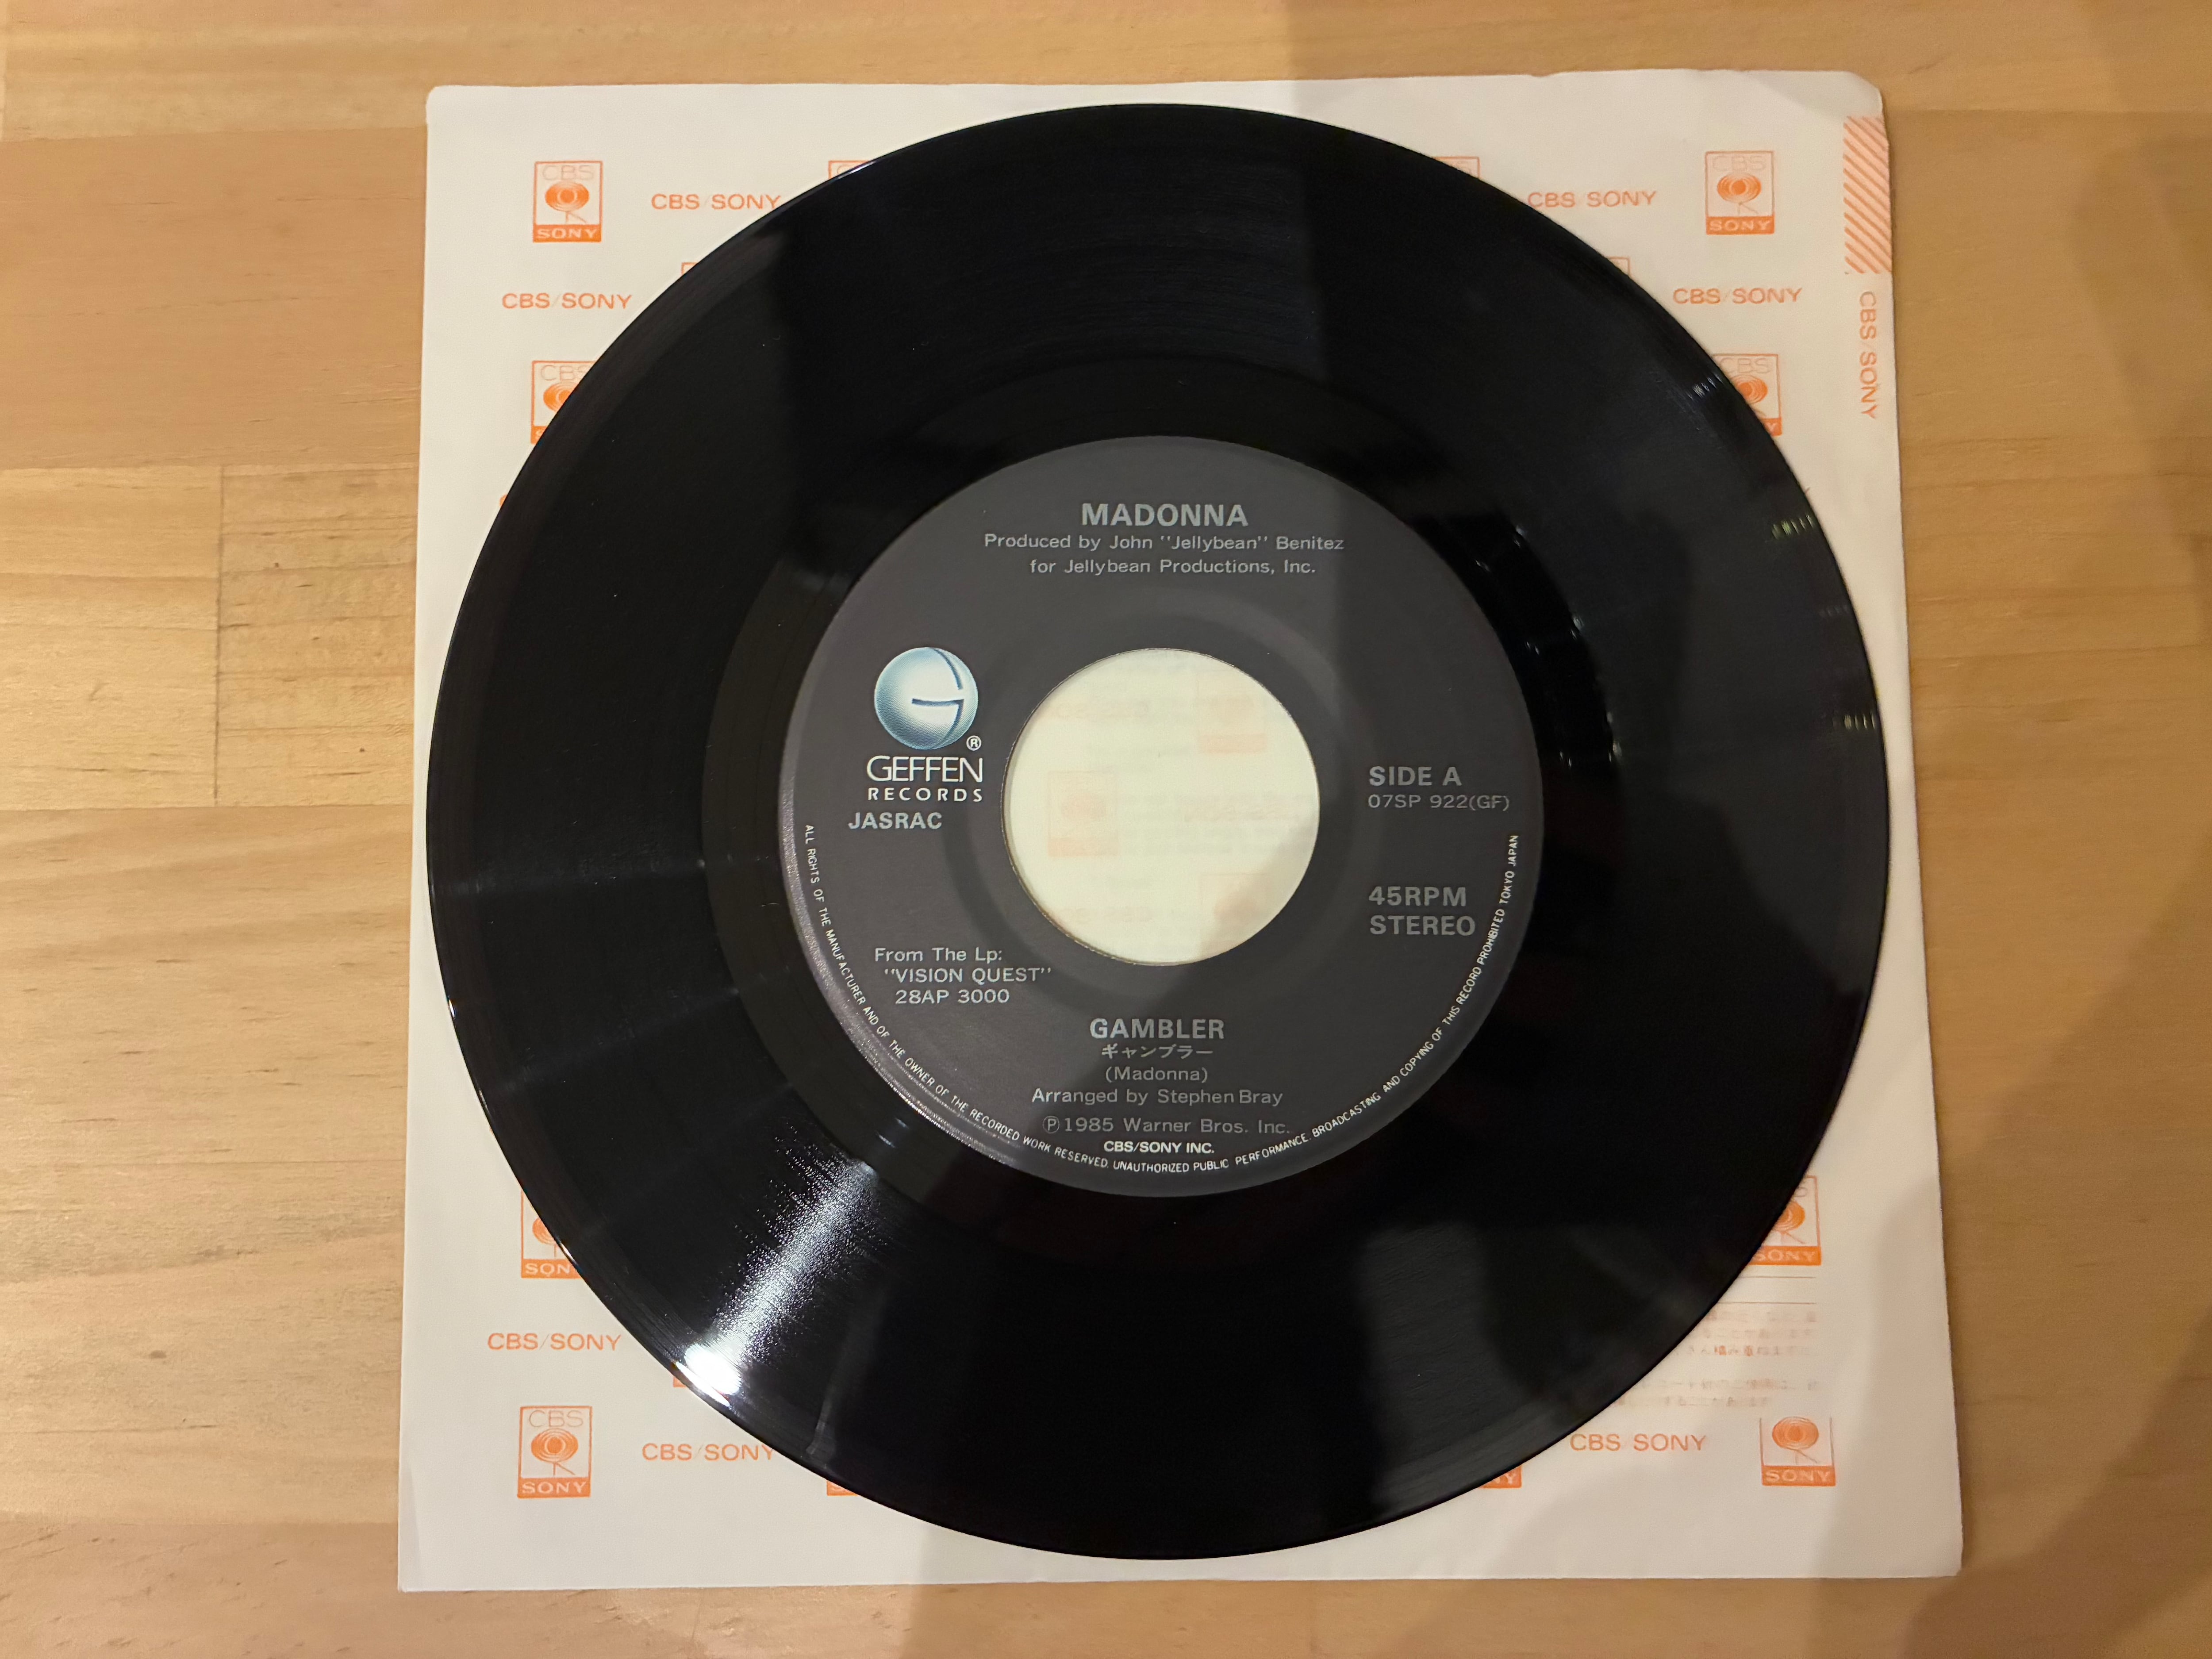 MADONNA
Produced by John "Jellybean" Benitez
for Jellybean Productions, Inc.
GEFFEN
RECORDS
®
JASRAC
SIDE A
07SP 922(GF)
45RPM
STEREO
From The Lp:
"VISION QUEST"
28AP 3000
GAMBLER
ギャンブラー
(Madonna)
Arranged by Stephen Bray
Ⓟ1985 Warner Bros. Inc.
CBS/SONY INC.
ALL RIGHTS OF THE MANUFACTURER AND OF THE OWNER OF THE RECORDED WORK RESERVED. UNAUTHORIZED PUBLIC PERFORMANCE. BROADCASTING AND COPYING OF THIS RECORD PROHIBITED TOKYO JAPAN
CBS
SONY
CBS/SONY
CBS/SONY
CBS
SONY
CBS/SONY
CBS/SONY
CBS/SONY
CBS
CBS
SONY
CBS/SONY
CBS
SONY
CBS/SONY
CBS/SONY
SONY